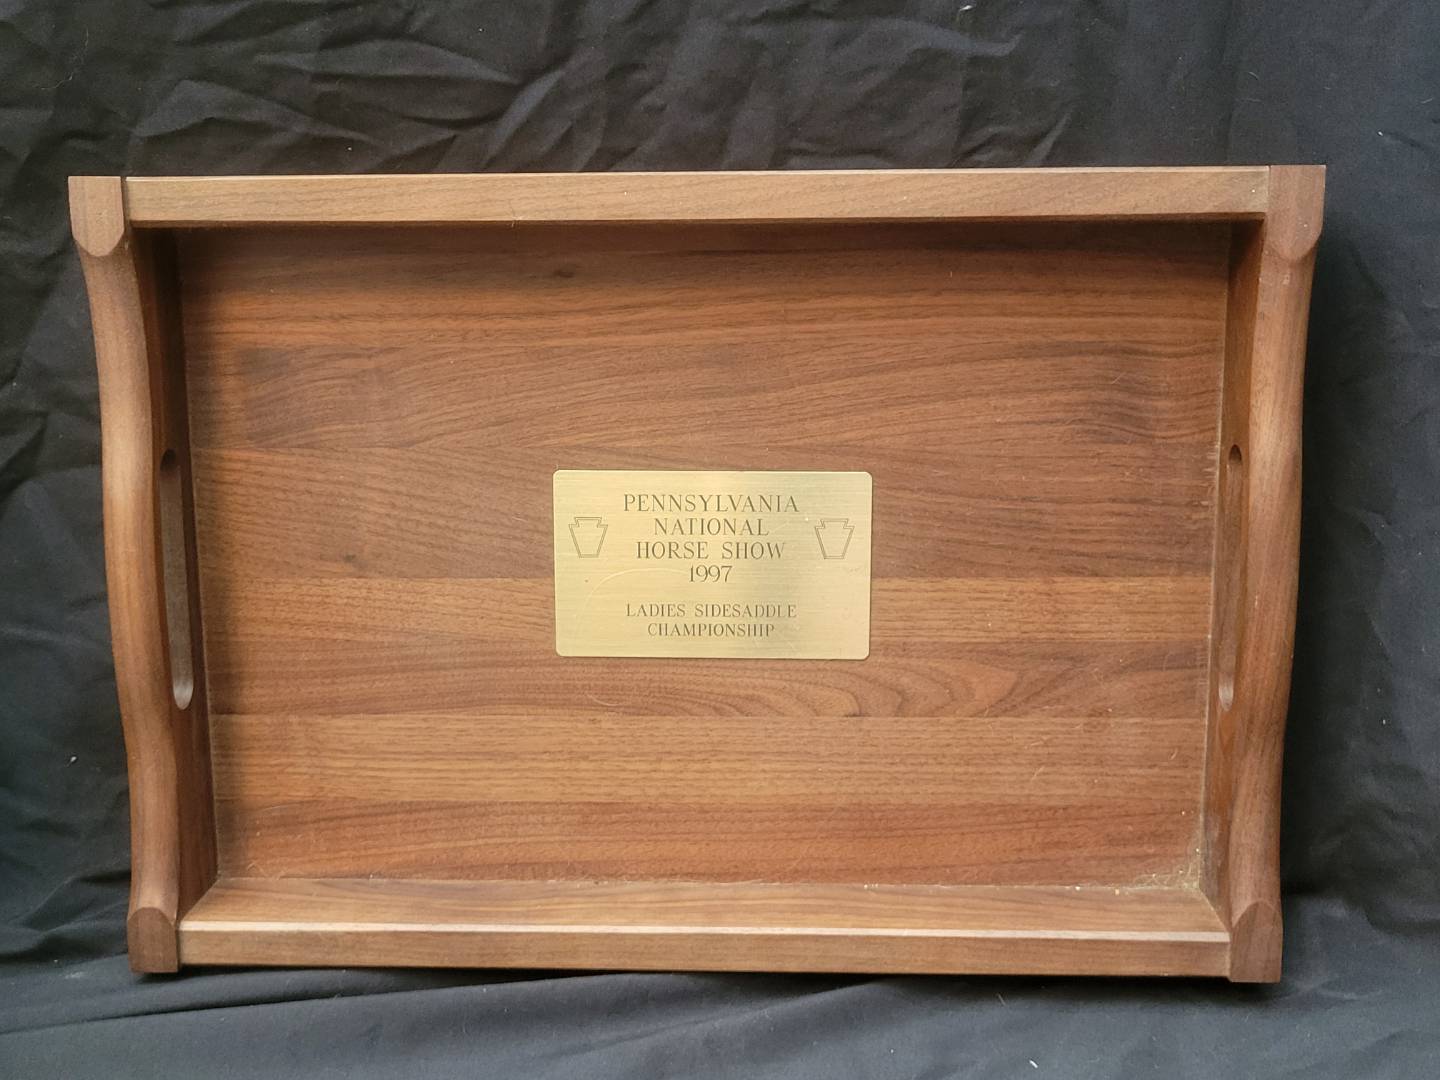 PENNSYLVANIA
NATIONAL
HORSE SHOW
1997
LADIES SIDESADDLE
CHAMPIONSHIP